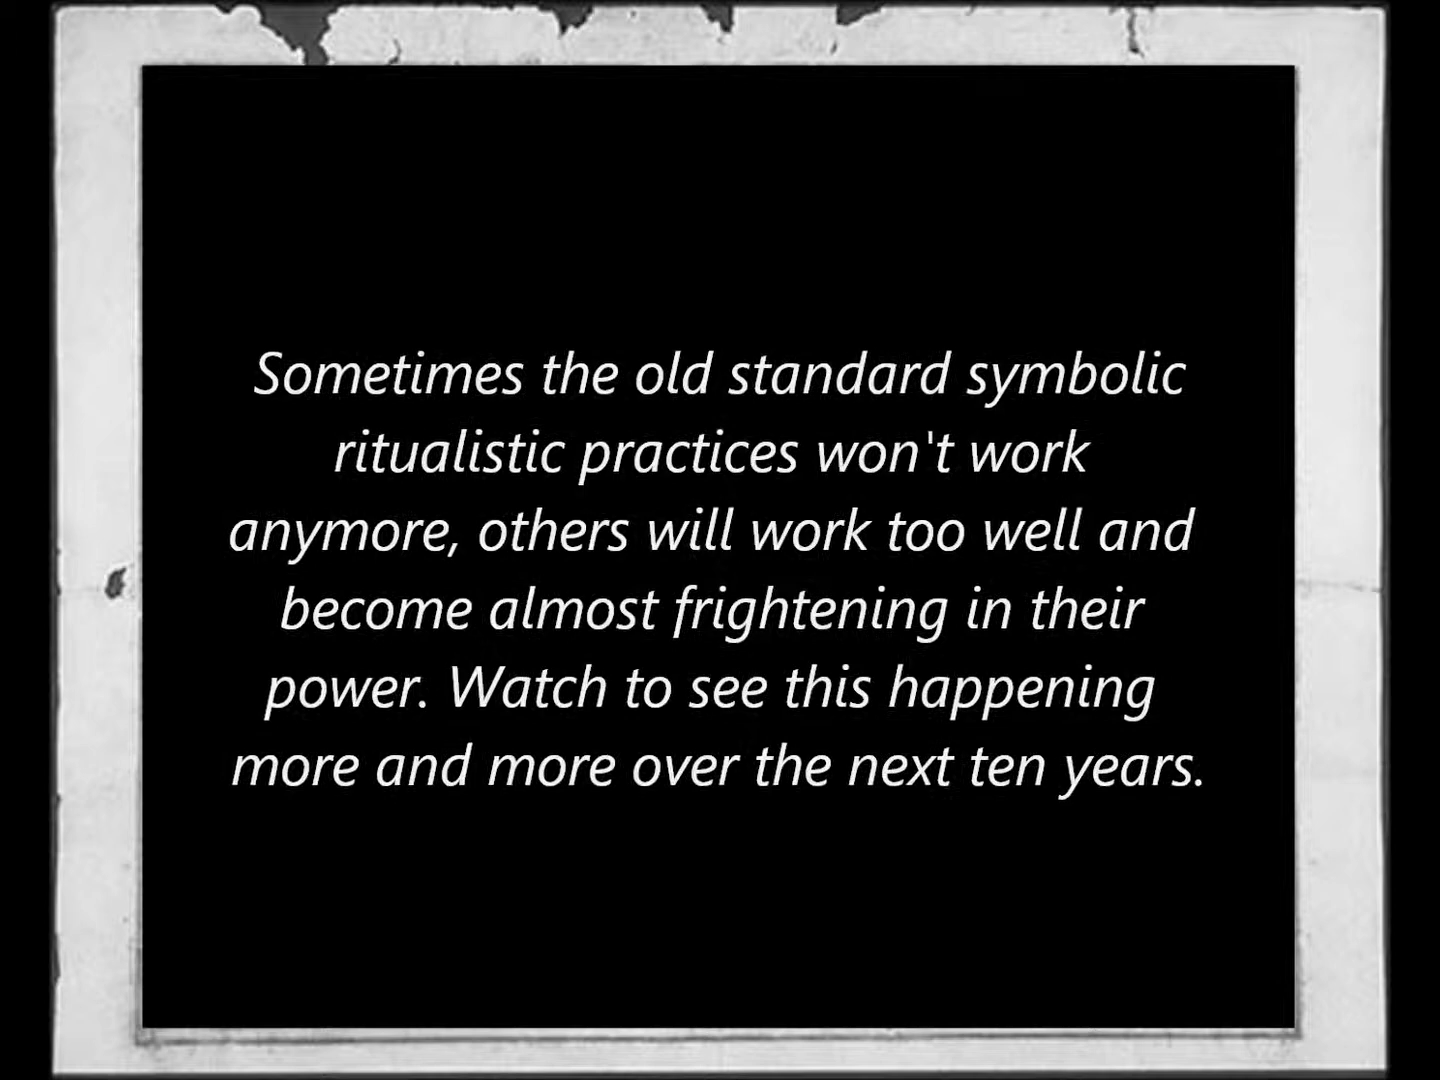 Sometimes the old standard symbolic
ritualistic practices won't work
anymore, others will work too well and
become almost frightening in their
power. Watch to see this happening
more and more over the next ten years.